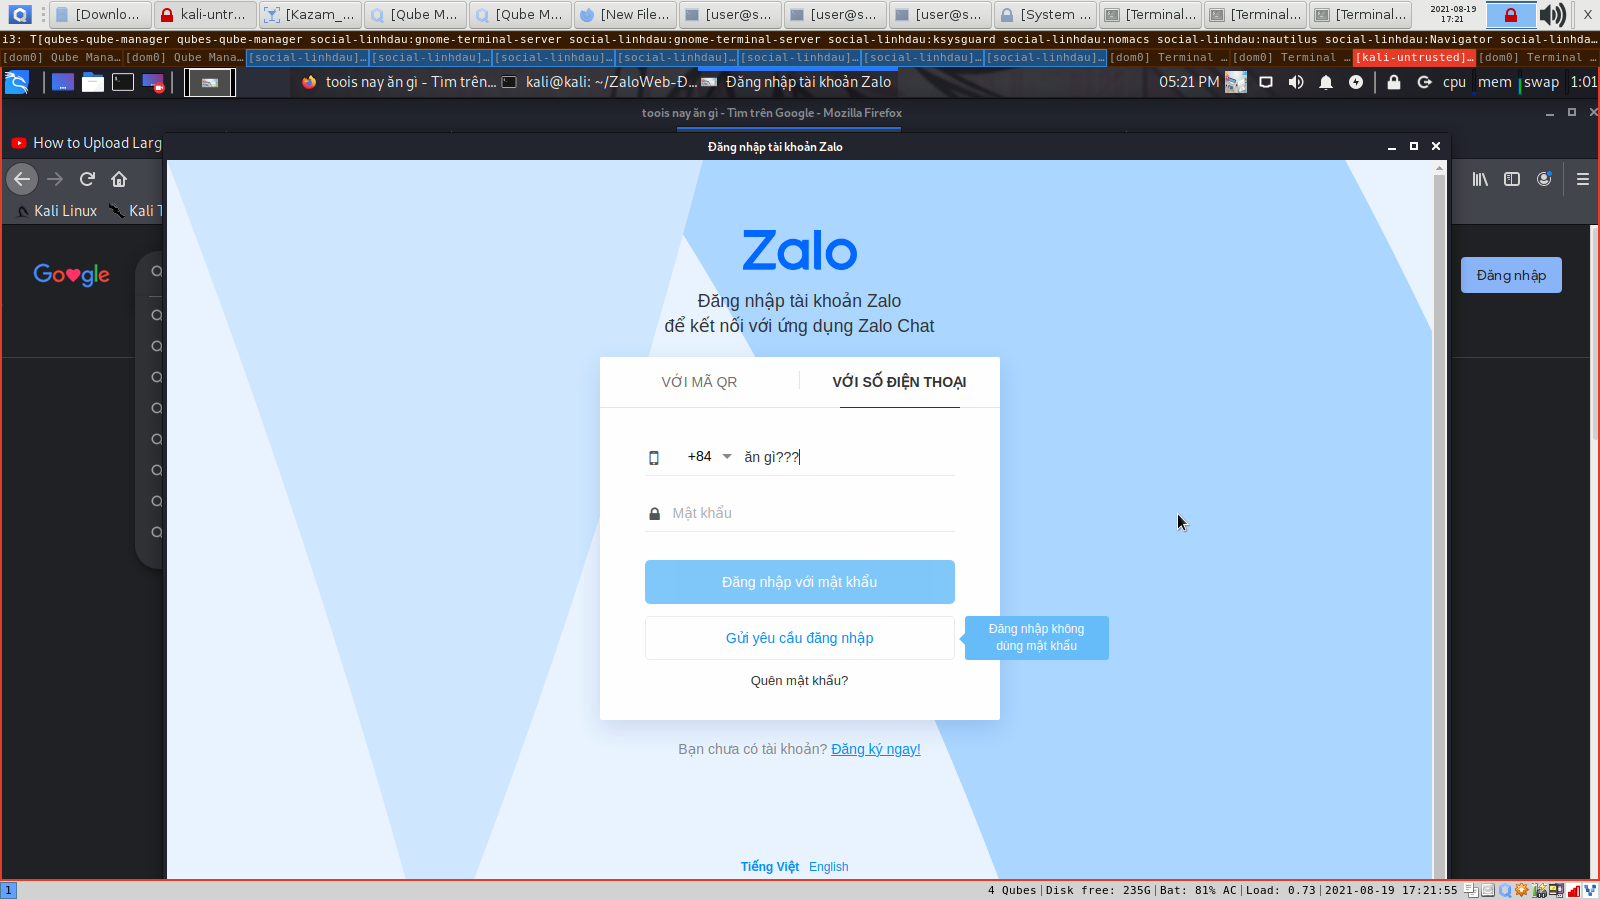 [Downlo...
kali-untr...
[Kazam_...
[Qube M...
[Qube M...
[New File...
[user@s...
[user@s...
[user@s...
[System ...
[Terminal...
[Terminal...
[Terminal...
2021-08-19
17:21
X
i3: T[qubes-qube-manager qubes-qube-manager social-linhdau:gnome-terminal-server social-linhdau:gnome-terminal-server social-linhdau:ksysguard social-linhdau:nomacs social-linhdau:nautilus social-linhdau:Navigator social-linhda...
[dom0] Qube Mana... [dom0] Qube Mana... [social-linhdau]... [social-linhdau]... [social-linhdau]... [social-linhdau]... [social-linhdau]... [social-linhdau]... [social-linhdau]... [dom0] Terminal ... [dom0] Terminal ... [kali-untrusted]... [dom0] Terminal ...
toois nay ăn gì - Tìm trên...
kali@kali: ~/ZaloWeb-Đ...
Đăng nhập tài khoản Zalo
05:21 PM
cpu
mem
swap
1:01
toois nay ăn gì - Tìm trên Google - Mozilla Firefox
How to Upload Larg
Đăng nhập tài khoản Zalo
Kali Linux
Kali T
Google
Đăng nhập
Zalo
Đăng nhập tài khoản Zalo
để kết nối với ứng dụng Zalo Chat
VỚI MÃ QR
VỚI SỐ ĐIỆN THOẠI
+84 ăn gì???
Mật khẩu
Đăng nhập với mật khẩu
Gửi yêu cầu đăng nhập
Đăng nhập không
dùng mật khẩu
Quên mật khẩu?
Bạn chưa có tài khoản? Đăng ký ngay!
Tiếng Việt English
1
4 Qubes|Disk free: 235G|Bat: 81% AC|Load: 0.73|2021-08-19 17:21:55